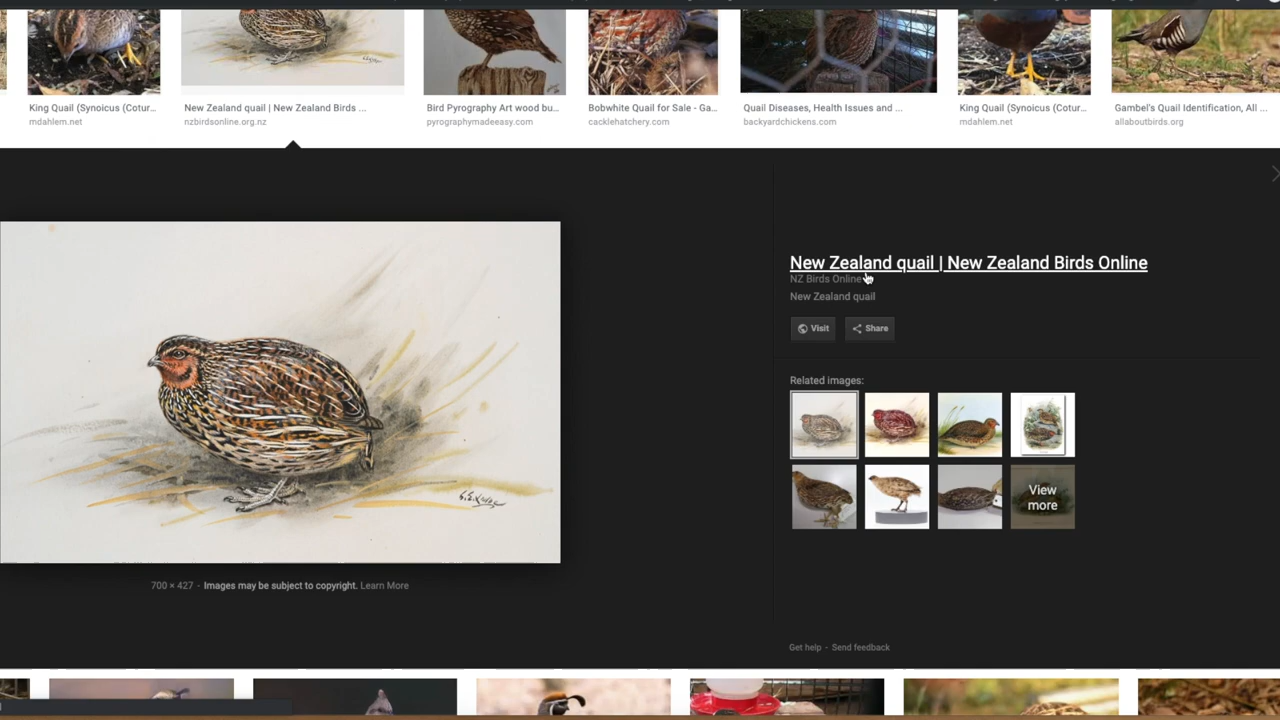 King Quail (Synoicus (Cotur...
mdahlem.net
New Zealand quail | New Zealand Birds ...
nzbirdsonline.org.nz
Bird Pyrography Art wood bu...
pyrographymadeeasy.com
Bobwhite Quail for Sale - Ga...
cacklehatchery.com
Quail Diseases, Health Issues and ...
backyardchickens.com
King Quail (Synoicus (Cotur...
mdahlem.net
Gambel's Quail Identification, All ...
allaboutbirds.org
New Zealand quail | New Zealand Birds Online
NZ Birds Online
New Zealand quail
Visit
Share
Related images:
View
more
700 × 427 - Images may be subject to copyright. Learn More
Get help - Send feedback